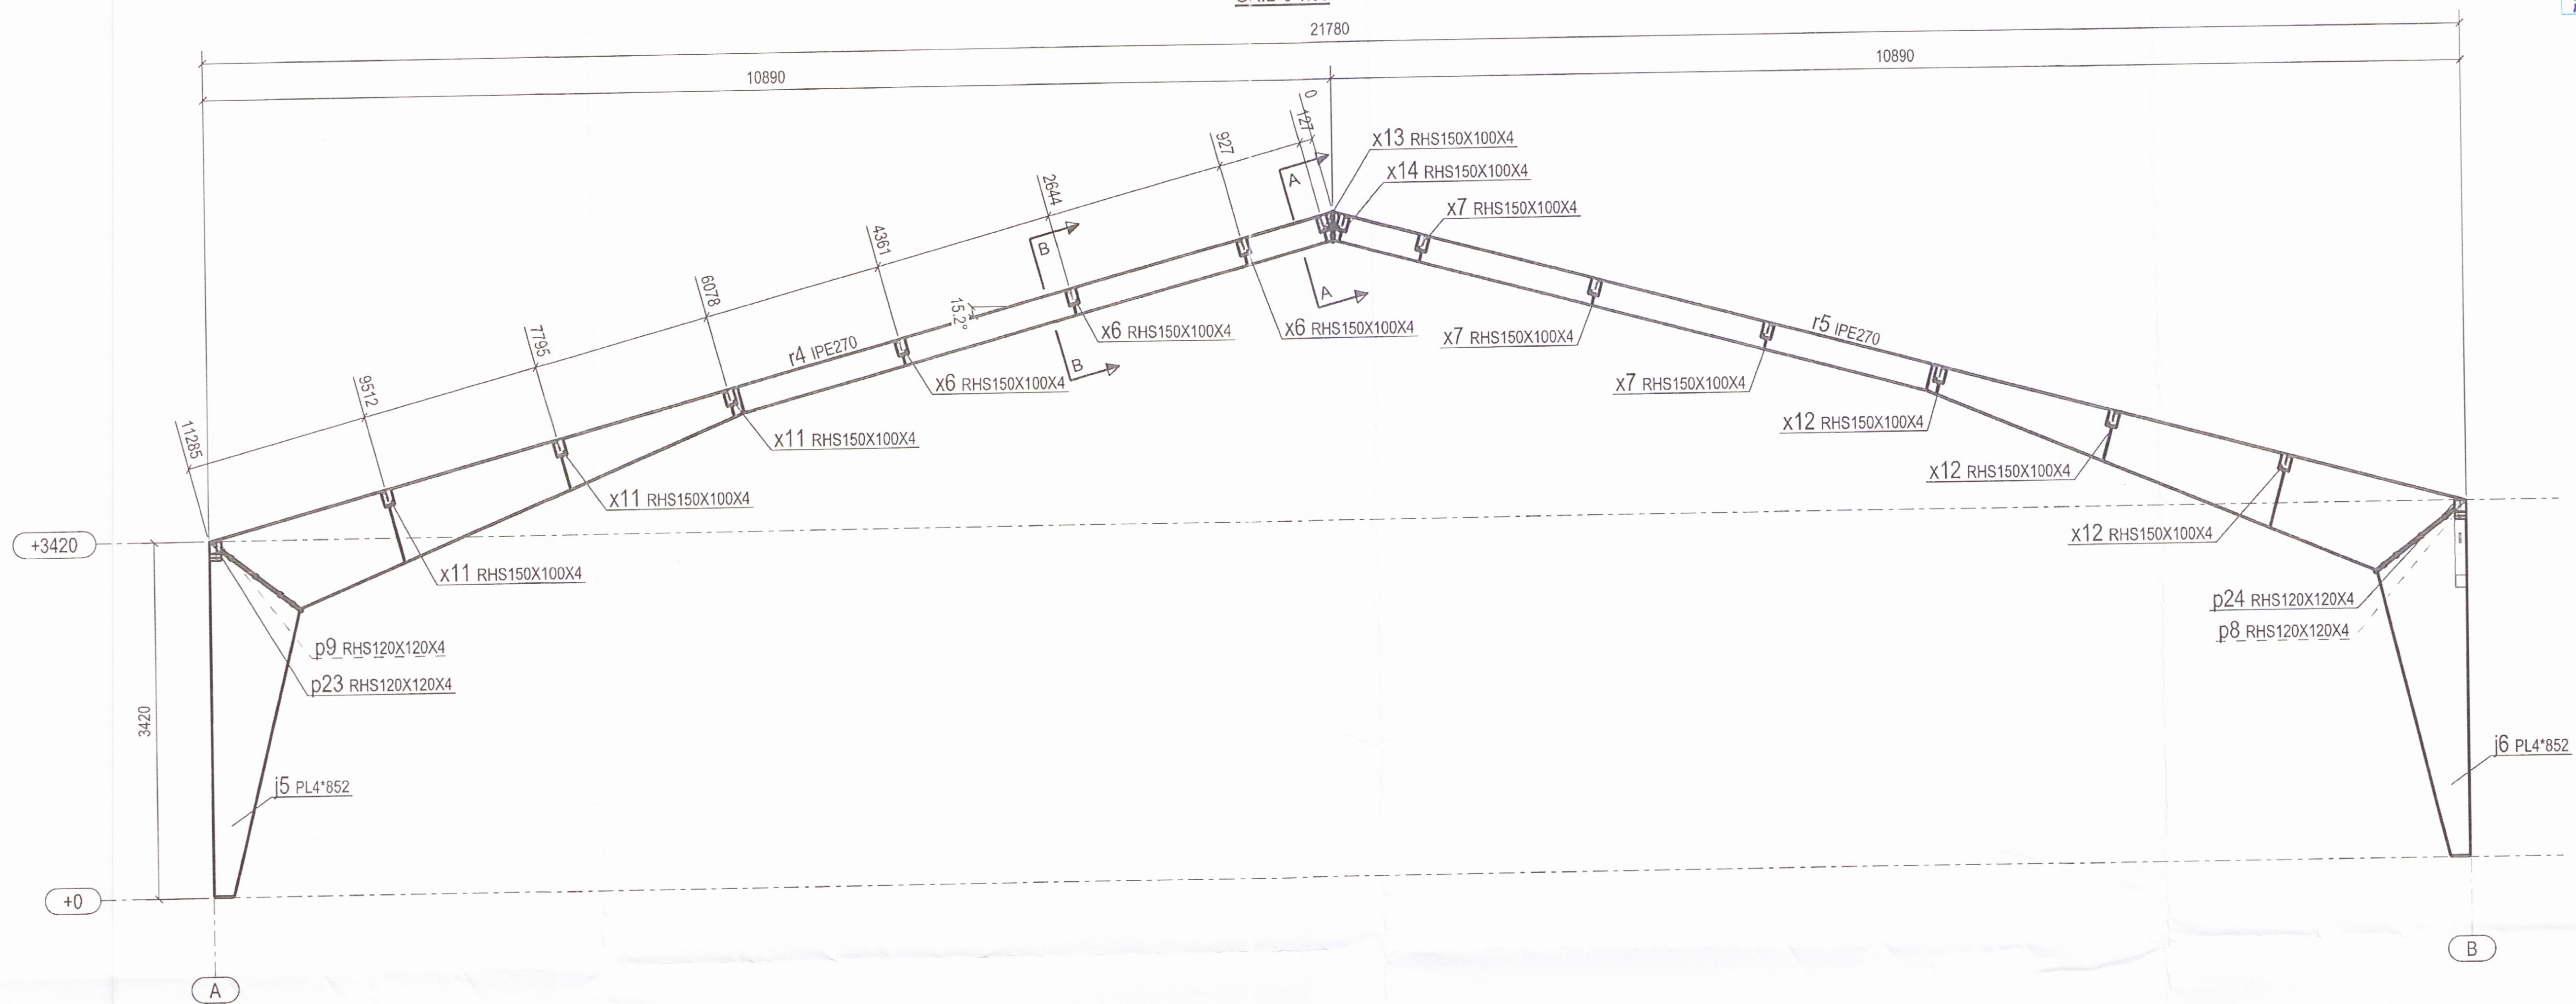 21780
10890
10890
0
127
927
2644
4361
6078
7795
9512
11285
x13 RHS150X100X4
x14 RHS150X100X4
x7 RHS150X100X4
A
A
B
B
15.2°
r4 IPE270
r5 IPE270
x6 RHS150X100X4
x6 RHS150X100X4
x6 RHS150X100X4
x7 RHS150X100X4
x7 RHS150X100X4
x11 RHS150X100X4
x11 RHS150X100X4
x11 RHS150X100X4
x12 RHS150X100X4
x12 RHS150X100X4
x12 RHS150X100X4
+3420
p9 RHS120X120X4
p23 RHS120X120X4
p24 RHS120X120X4
p8 RHS120X120X4
3420
j5 PL4*852
j6 PL4*852
+0
A
B